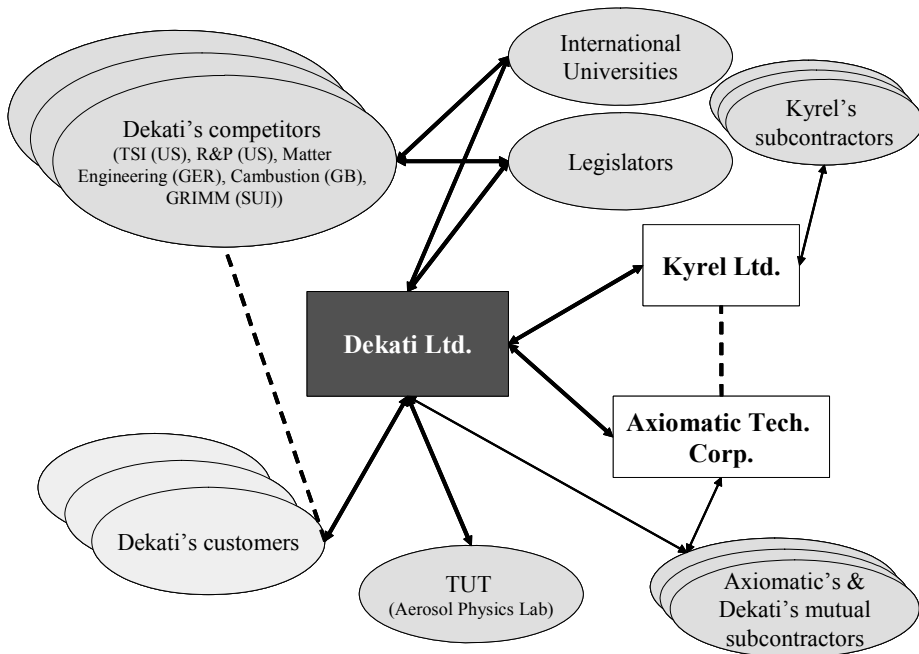 International
Universities
Kyrel’s
subcontractors
Dekati’s competitors
(TSI (US), R&P (US), Matter
Engineering (GER), Cambustion (GB),
GRIMM (SUI))
Legislators
Kyrel Ltd.
Dekati Ltd.
Axiomatic Tech.
Corp.
Dekati’s customers
TUT
(Aerosol Physics Lab)
Axiomatic’s &
Dekati’s mutual
subcontractors